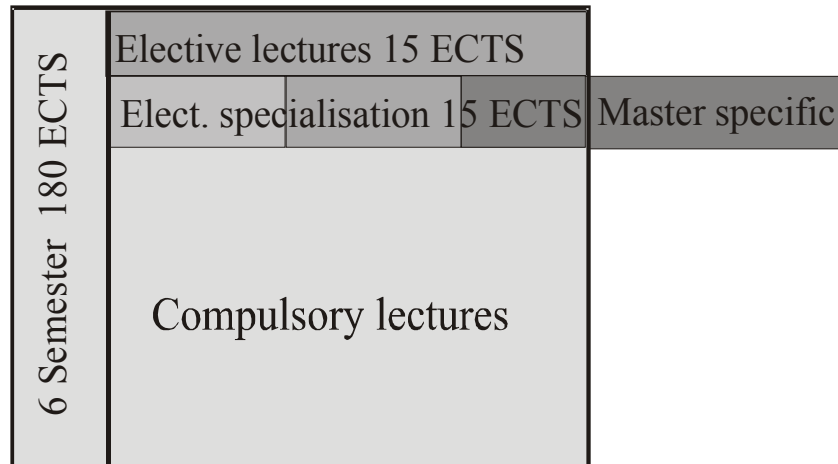 6 Semester 180 ECTS
Elective lectures 15 ECTS
Elect. specialisation 15 ECTS
Master specific
Compulsory lectures